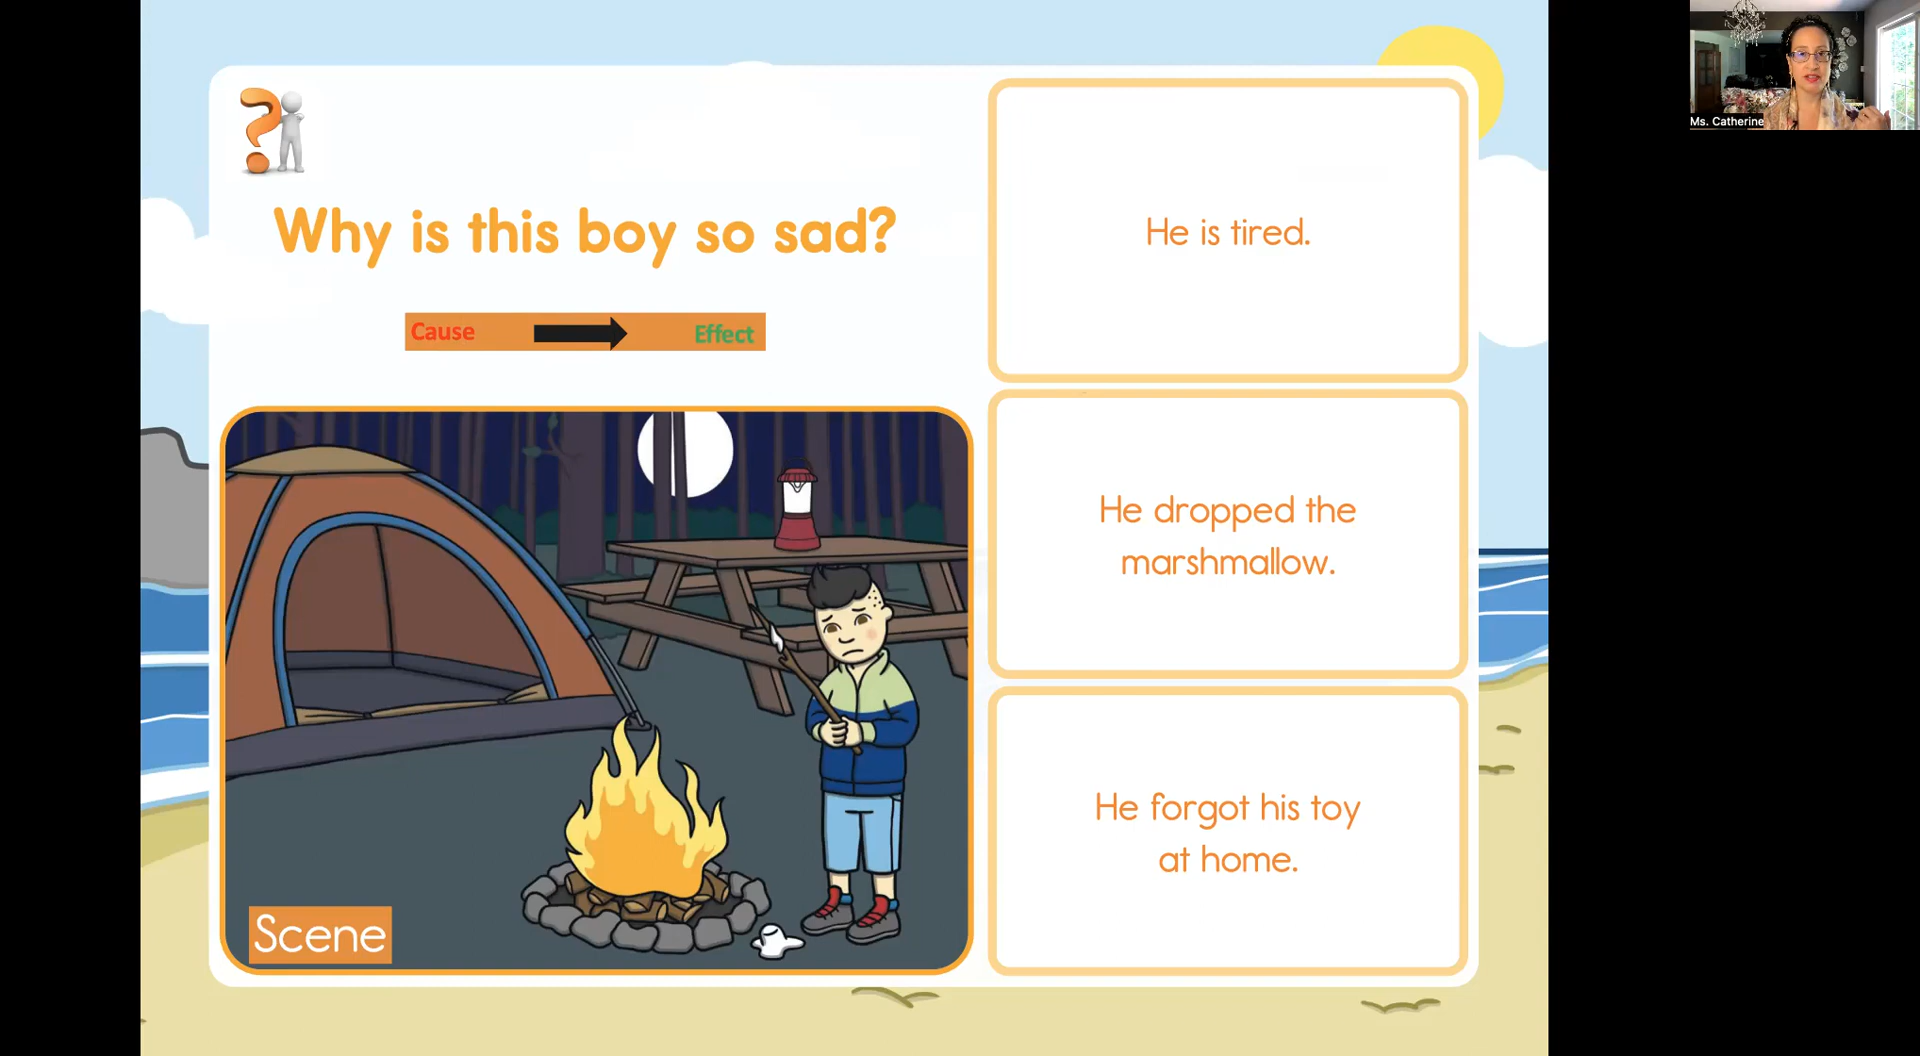 Why is this boy so sad?
Cause
Effect
Scene
He is tired.
He dropped the
marshmallow.
He forgot his toy
at home.
Ms. Catherine